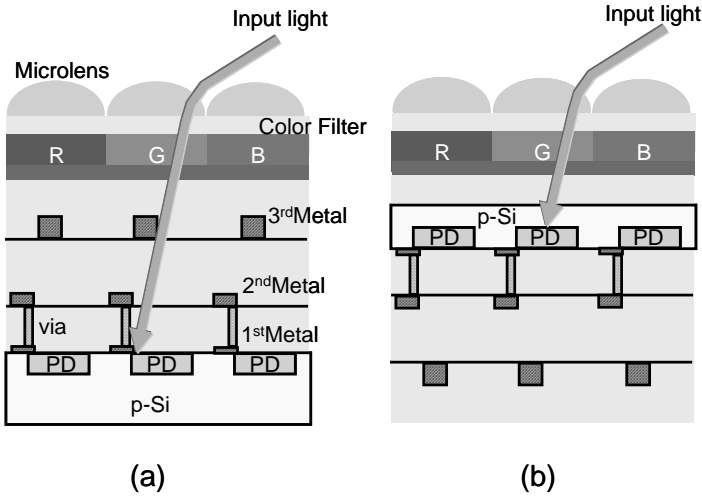 Input light
Microlens
Color Filter
R G B
3rdMetal
2ndMetal
via
1stMetal
PD PD PD
p-Si
(a)
Input light
R G B
p-Si
PD PD PD
(b)